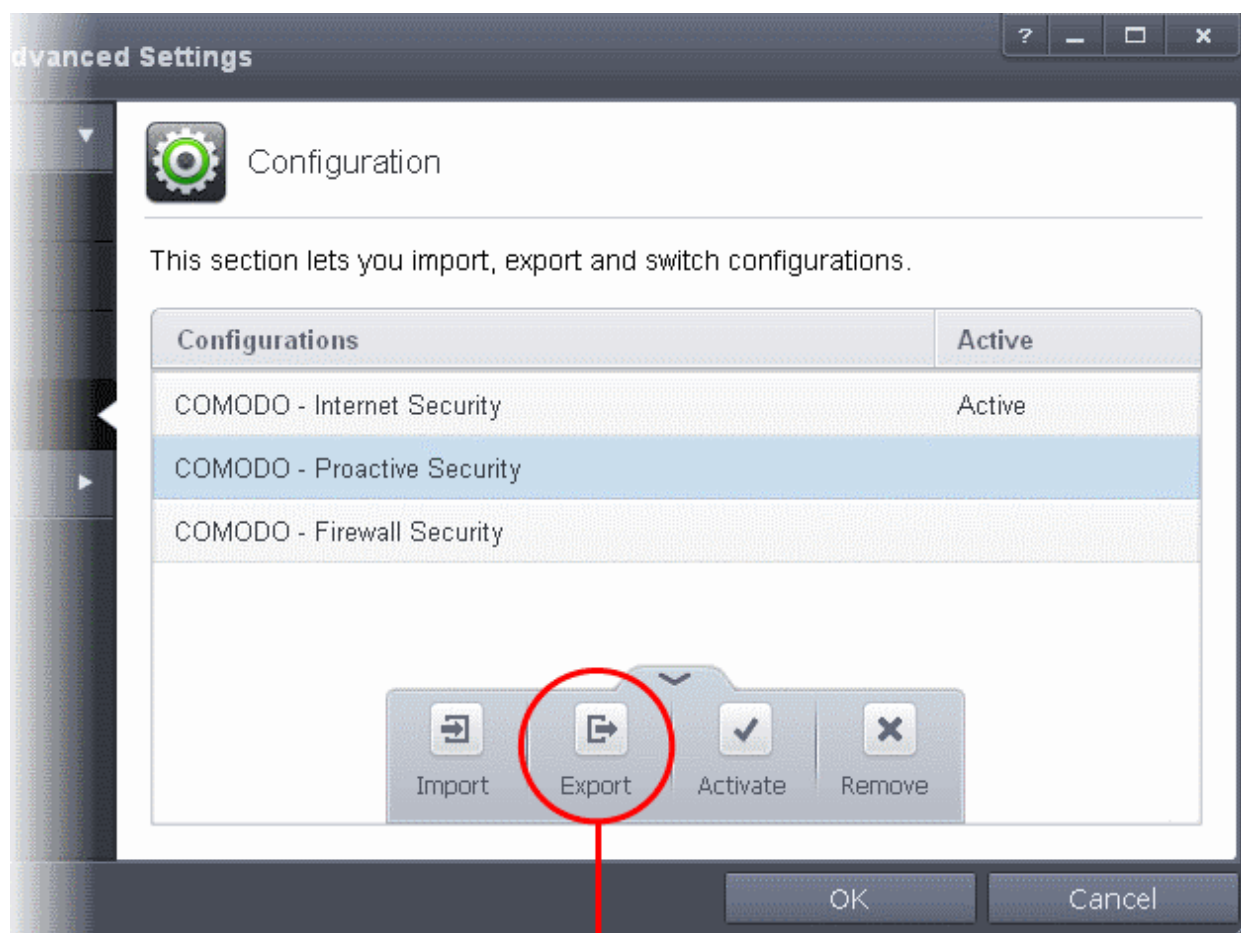 dvanced Settings
Configuration
This section lets you import, export and switch configurations.
Configurations Active
COMODO - Internet Security Active
COMODO - Proactive Security
COMODO - Firewall Security
Import Export Activate Remove
OK Cancel